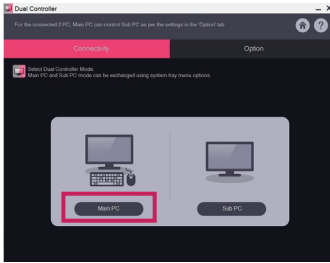 Dual Controller
For the connected 2 PC, Main PC can control Sub PC as per the settings in the 'Option' tab
?
Connectivity
Option
Select Dual Controller Mode.
Main PC and Sub PC mode can be exchanged using system tray menu options.
Main PC
Sub PC